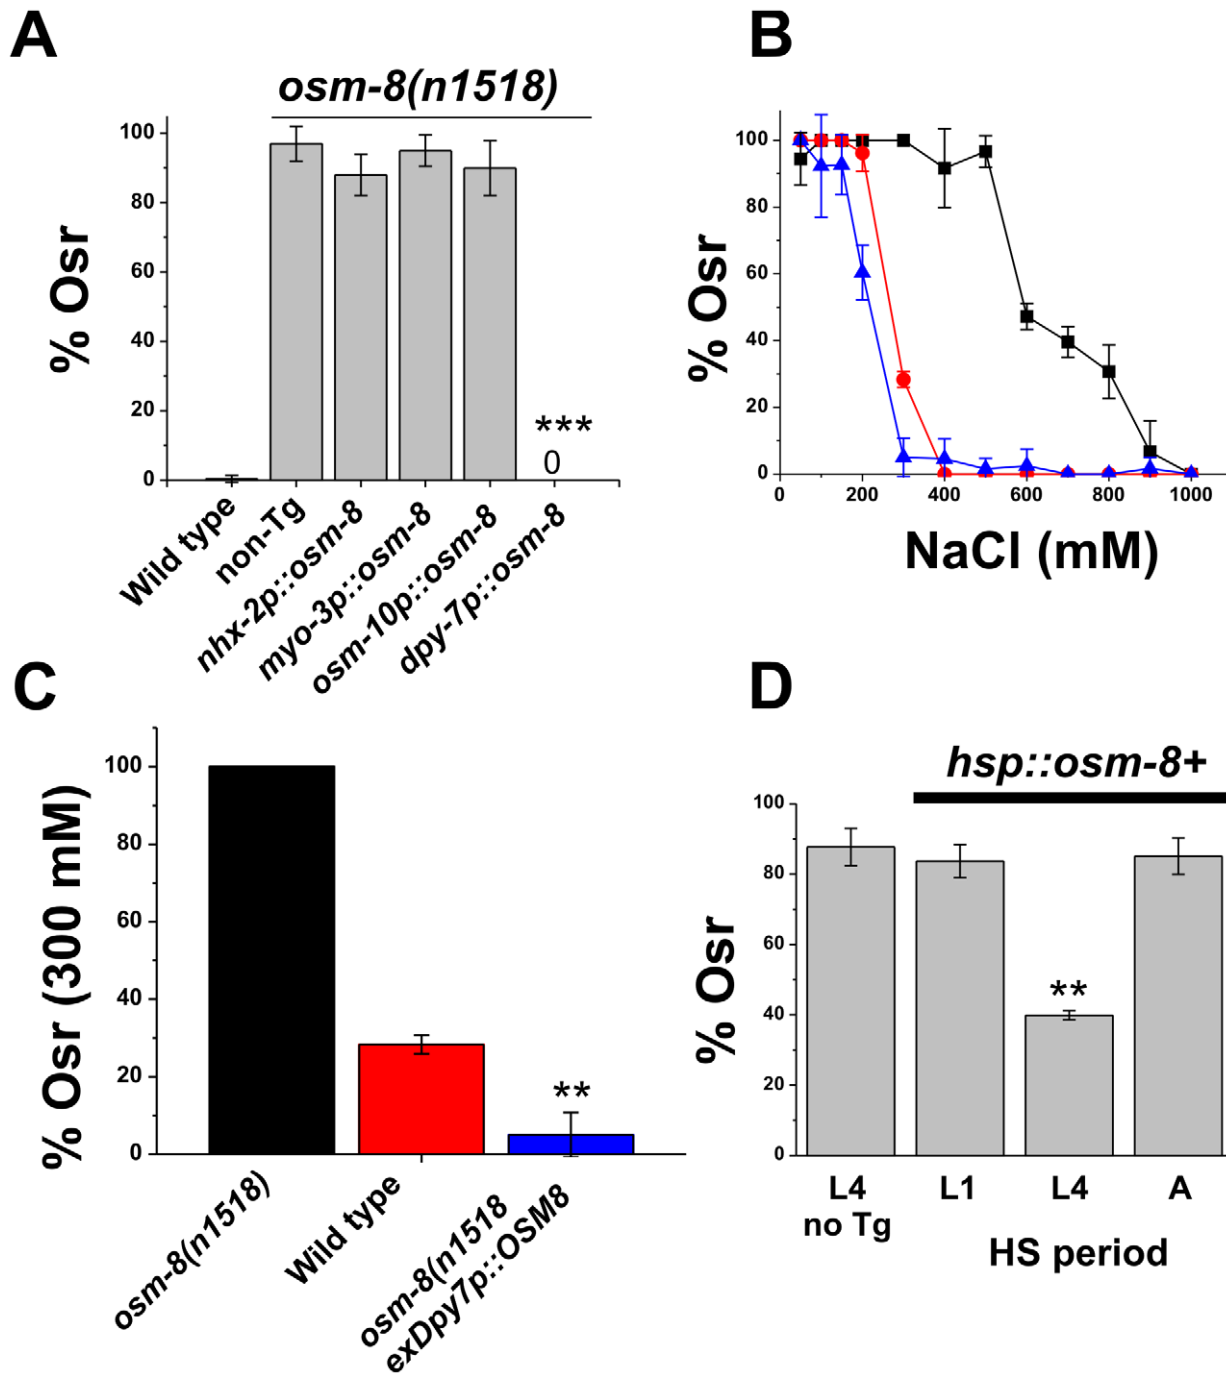 A
osm-8(n1518)
% Osr
100
80
60
40
20
0
***
0
Wild type
non-Tg
nhx-2p::osm-8
myo-3p::osm-8
osm-10p::osm-8
dpy-7p::osm-8
B
% Osr
100
80
60
40
20
0
0
200
400
600
800
1000
NaCl (mM)
C
% Osr (300 mM)
100
80
60
40
20
0
**
osm-8(n1518)
Wild type
osm-8(n1518
exDpy7p::OSM8
D
hsp::osm-8+
% Osr
100
80
60
40
20
0
**
L4
no Tg
L1
L4
A
HS period